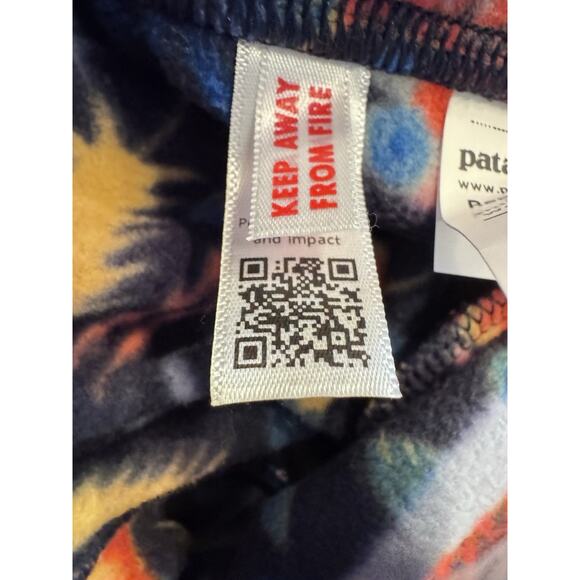 KEEP AWAY
FROM FIRE
and impact
pata
www.p